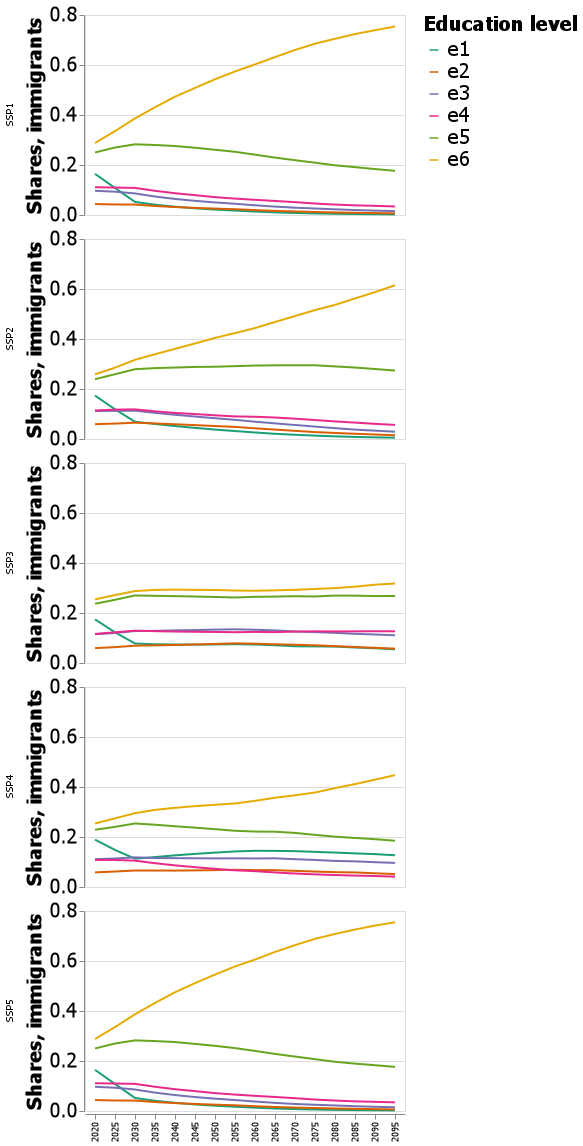 Education level
e1
e2
e3
e4
e5
e6
SSP1
Shares, immigrants
0.8
0.6
0.4
0.2
0.0
SSP2
Shares, immigrants
0.8
0.6
0.4
0.2
0.0
SSP3
Shares, immigrants
0.8
0.6
0.4
0.2
0.0
SSP4
Shares, immigrants
0.8
0.6
0.4
0.2
0.0
SSP5
Shares, immigrants
0.8
0.6
0.4
0.2
0.0
2020
2025
2030
2035
2040
2045
2050
2055
2060
2065
2070
2075
2080
2085
2090
2095